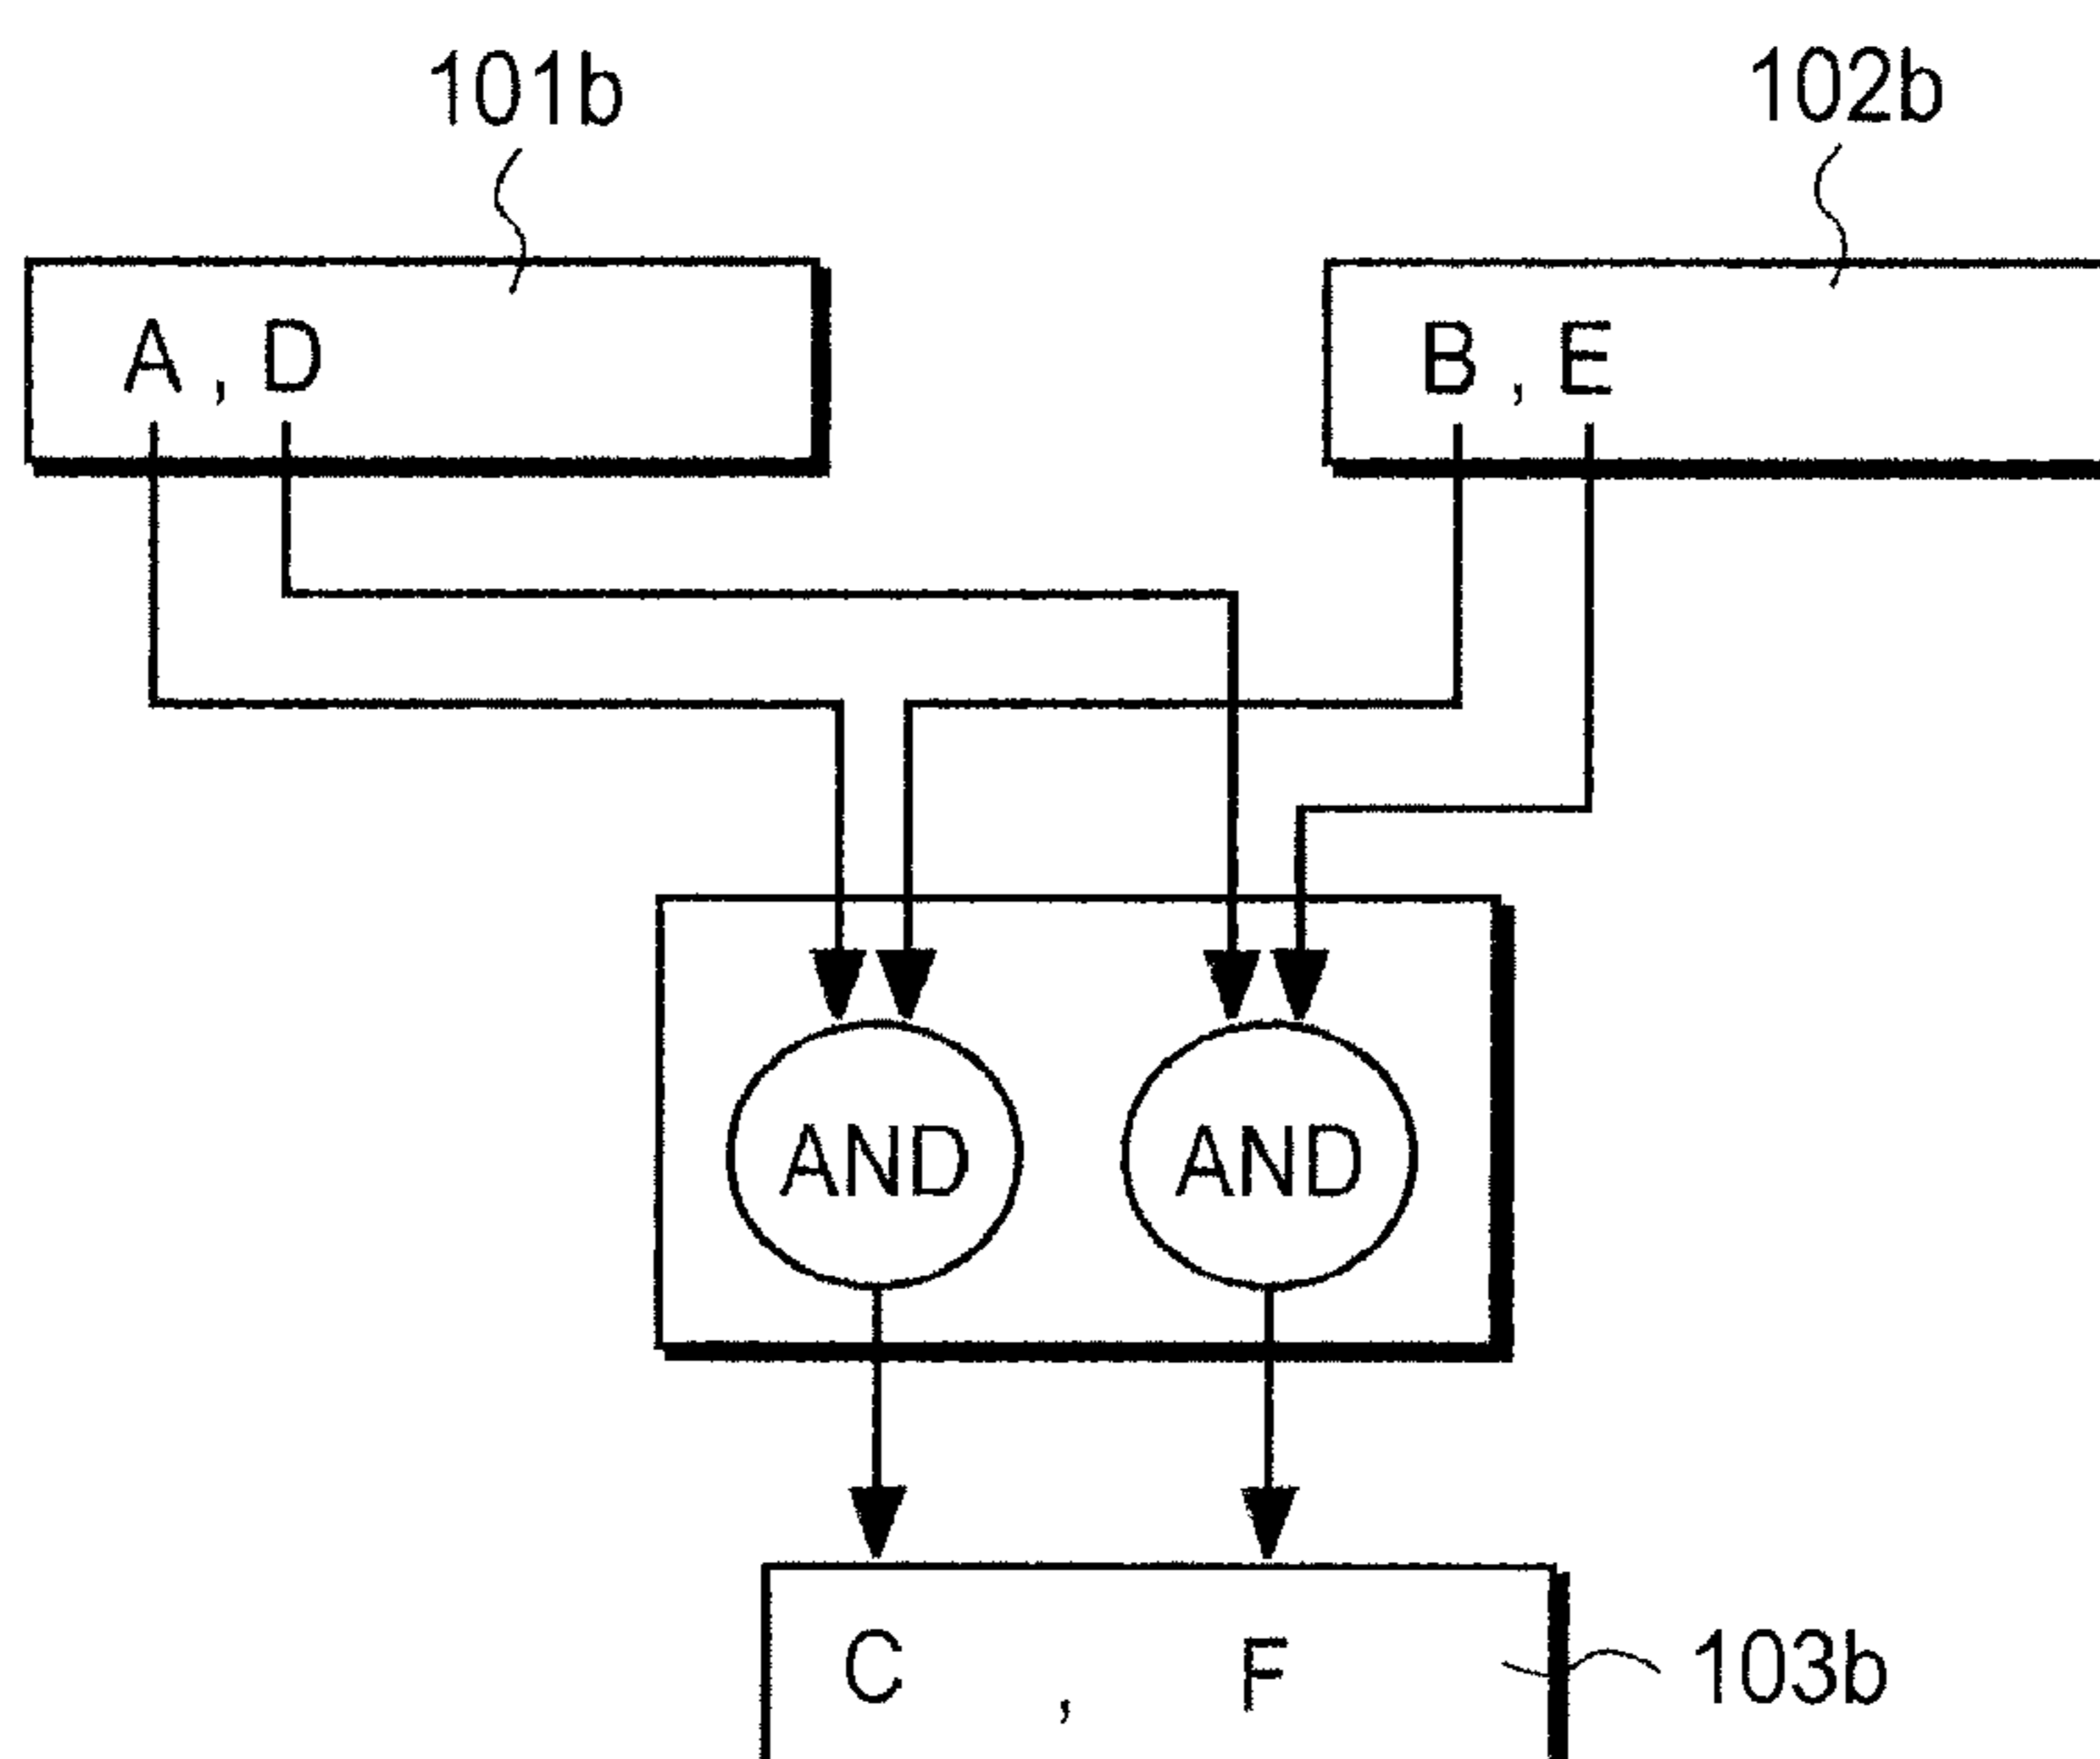 101b
102b
A , D
B , E
AND
AND
C , F
103b